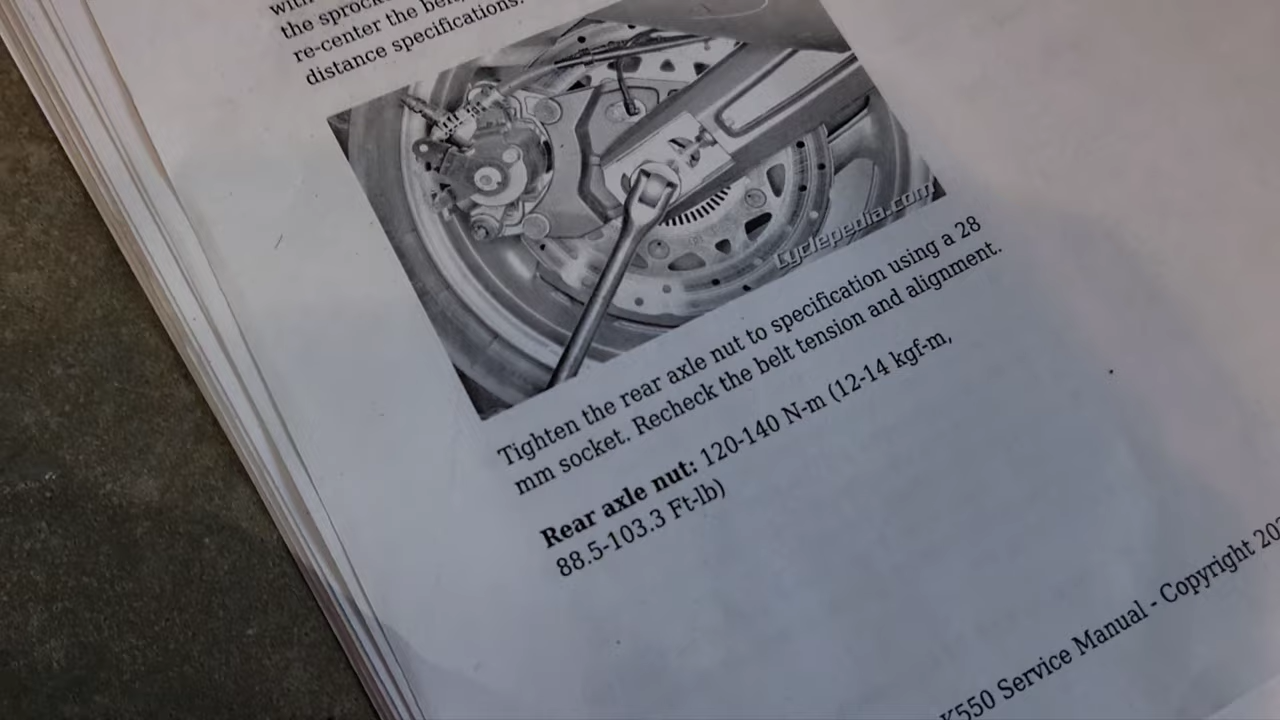 the
re-center the belt,
distance specifications.
Cyclepedia.com
Tighten the rear axle nut to specification using a 28
mm socket. Recheck the belt tension and alignment.
Rear axle nut: 120-140 N-m (12-14 kgf-m,
88.5-103.3 Ft-lb)
K550 Service Manual - Copyright